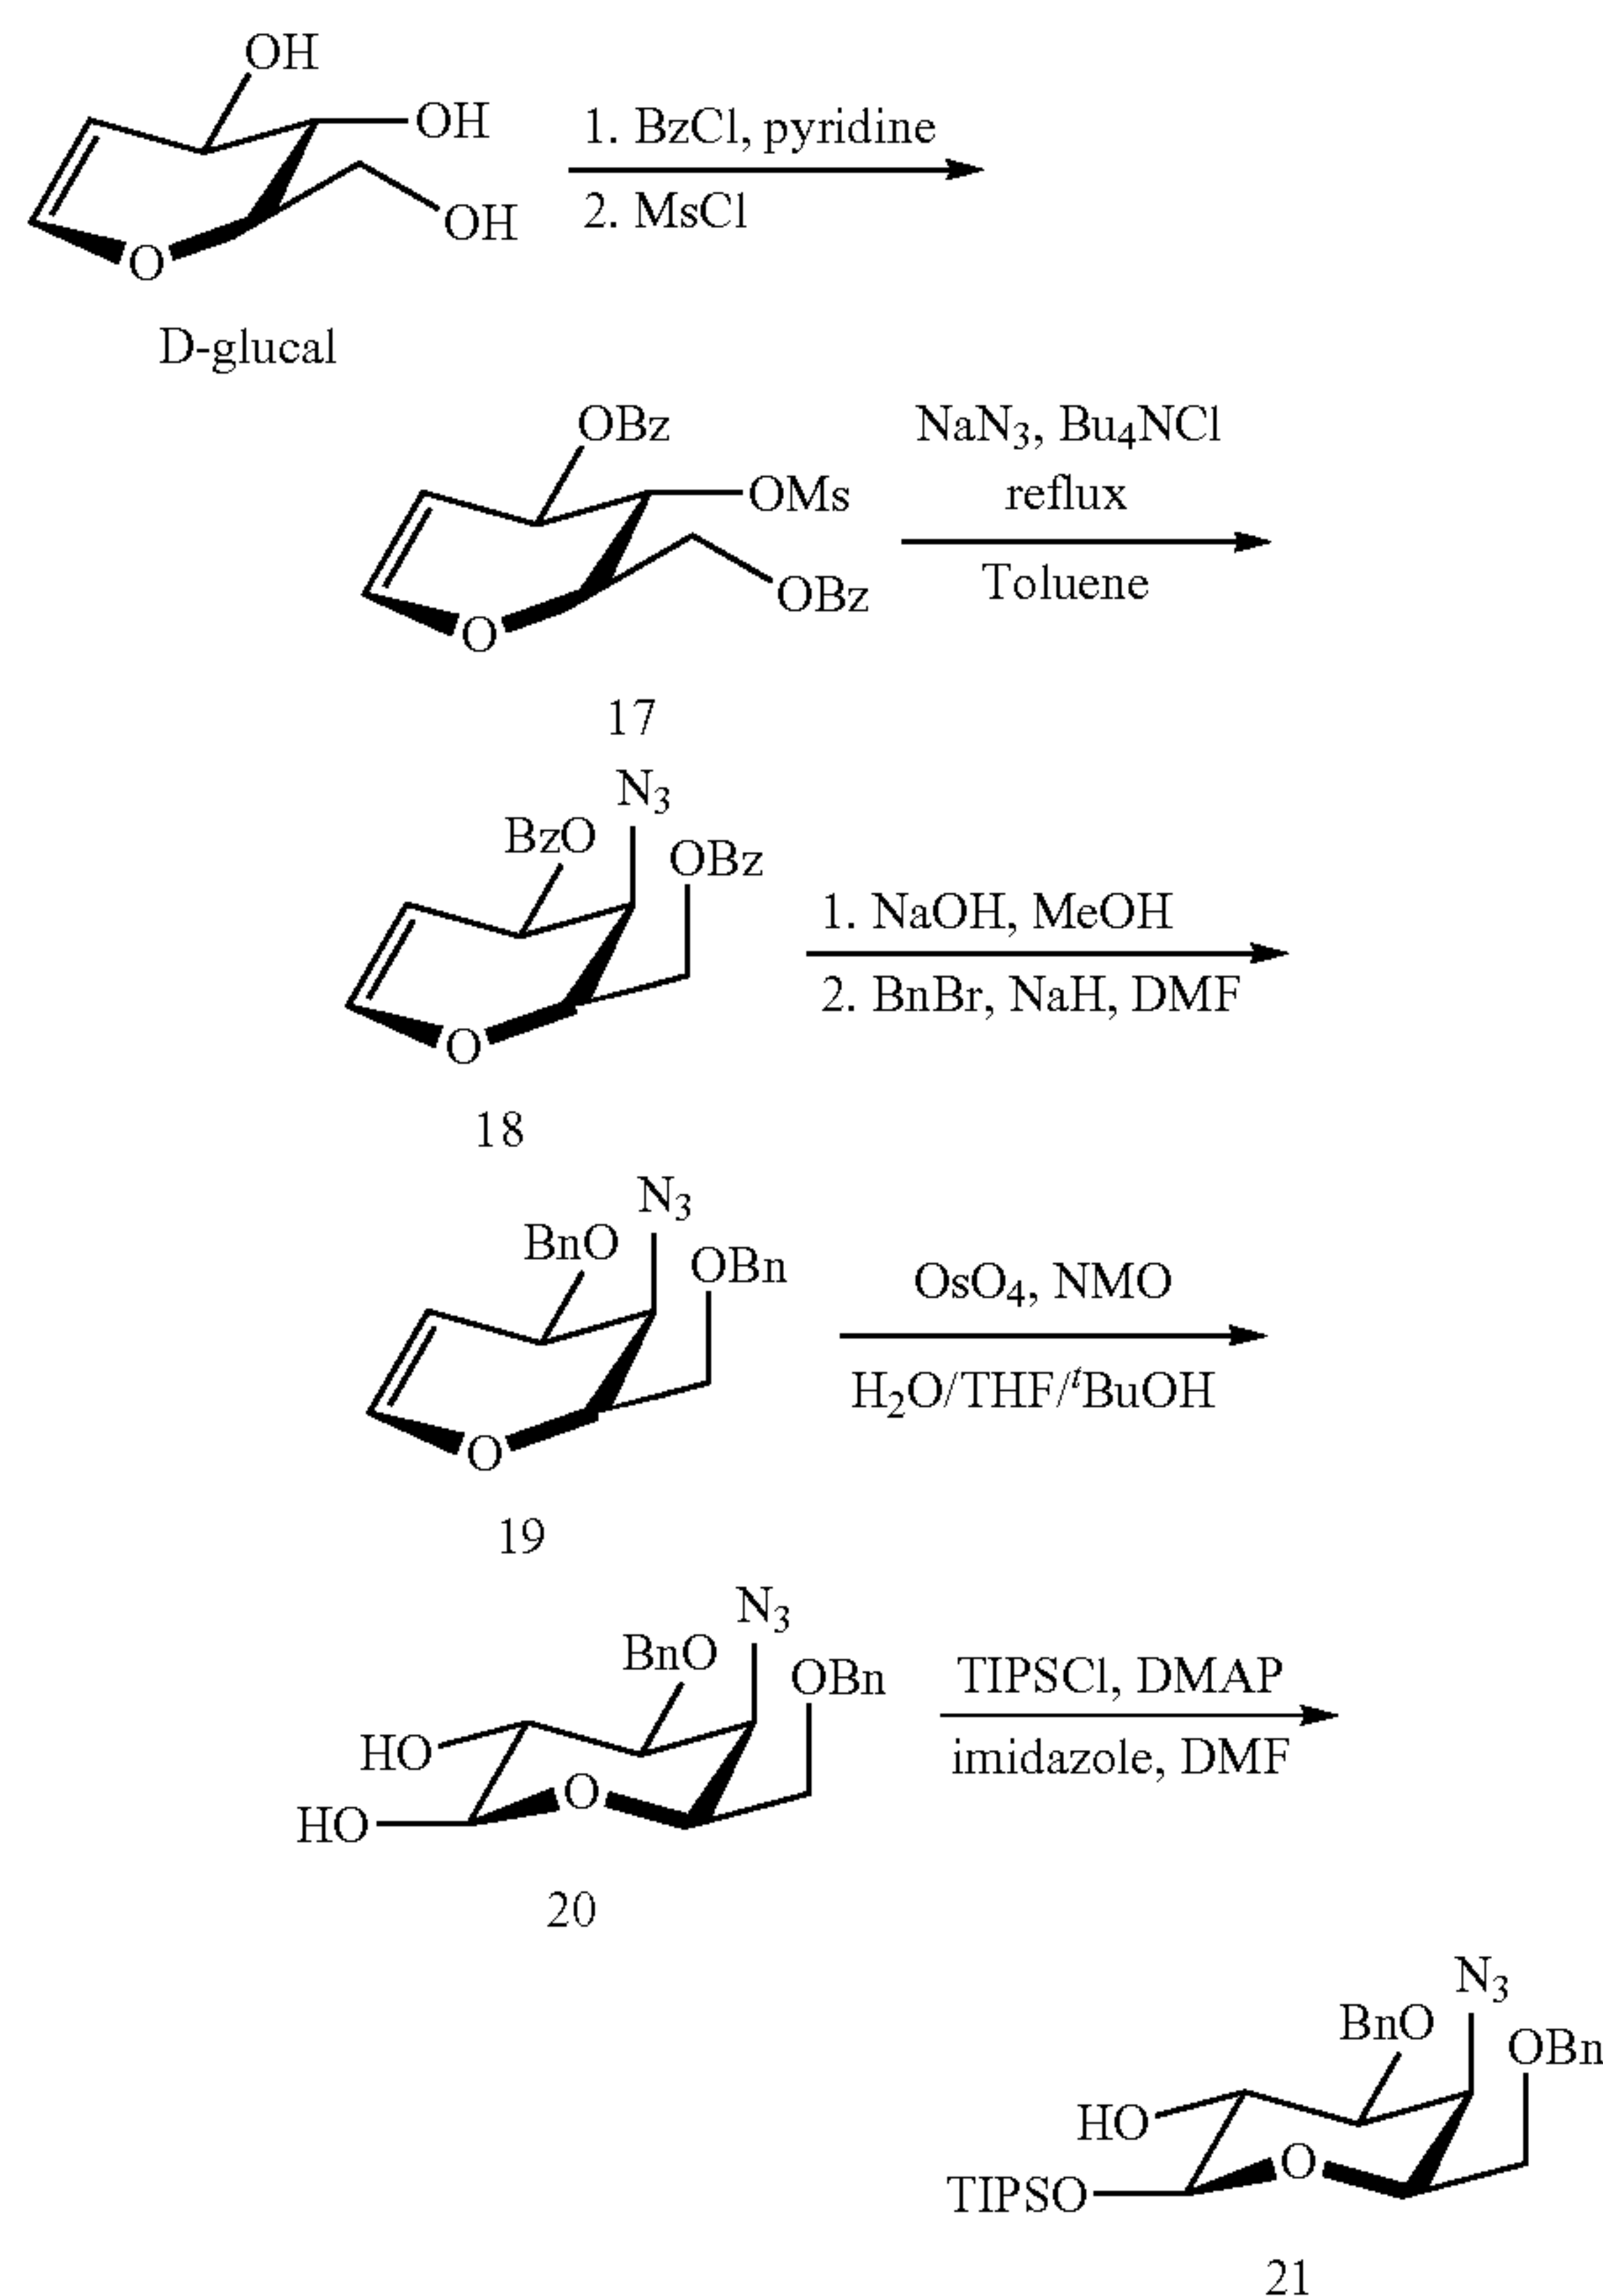 OH
OH
OH
O
D-glucal
1. BzCl, pyridine
2. MsCl
OBz
OMs
OBz
O
17
NaN3, Bu4NCl
reflux
Toluene
N3
BzO
OBz
O
18
1. NaOH, MeOH
2. BnBr, NaH, DMF
N3
BnO
OBn
O
19
OsO4, NMO
H2O/THF/tBuOH
N3
BnO
OBn
HO
O
HO
20
TIPSCl, DMAP
imidazole, DMF
N3
BnO
OBn
HO
O
TIPSO
21